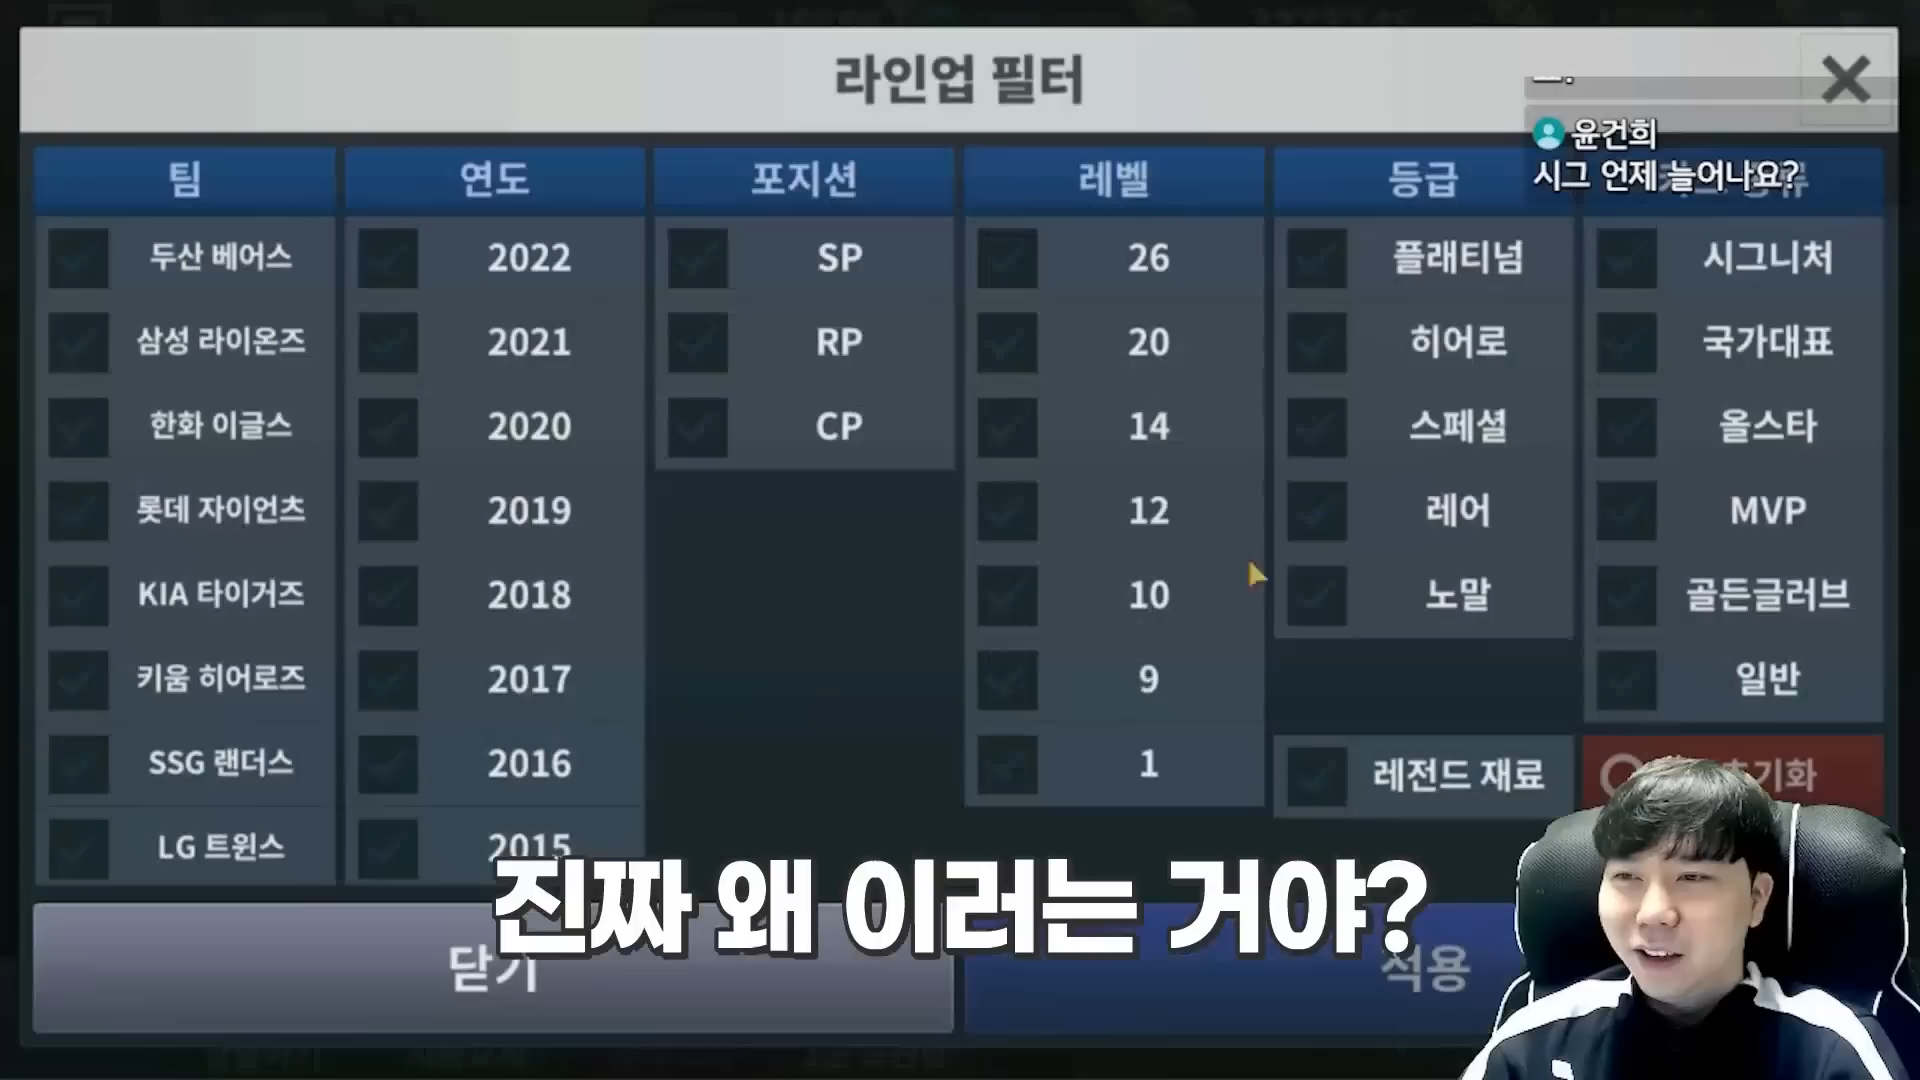 라인업 필터
윤건희
시그 언제 늘어나요?
팀 연도 포지션 레벨 등급
두산 베어스 2022 SP 26 플래티넘 시그니처
삼성 라이온즈 2021 RP 20 히어로 국가대표
한화 이글스 2020 CP 14 스페셜 올스타
롯데 자이언츠 2019 12 레어 MVP
KIA 타이거즈 2018 10 노말 골든글러브
키움 히어로즈 2017 9 일반
SSG 랜더스 2016 1 레전드 재료 초기화
LG 트윈스 2015
진짜 왜 이러는 거야?
닫기 적용